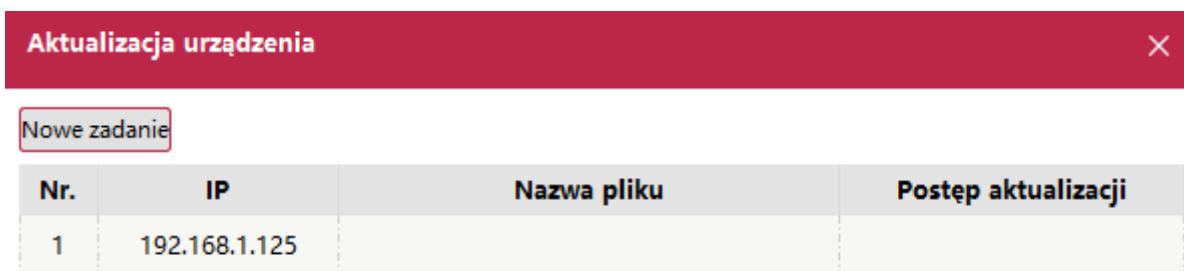 Aktualizacja urządzenia
Nowe zadanie
Nr. IP Nazwa pliku Postęp aktualizacji
1 192.168.1.125